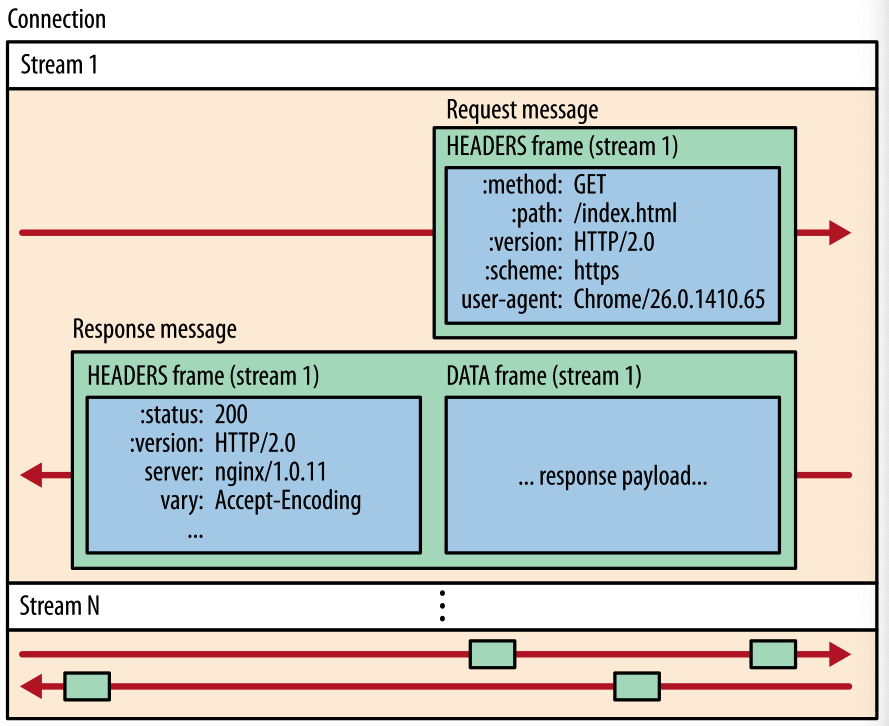 Connection
Stream 1
Request message
HEADERS frame (stream 1)
:method: GET
:path: /index.html
:version: HTTP/2.0
:scheme: https
user-agent: Chrome/26.0.1410.65
Response message
HEADERS frame (stream 1)
:status: 200
:version: HTTP/2.0
server: nginx/1.0.11
vary: Accept-Encoding
...
DATA frame (stream 1)
... response payload...
Stream N